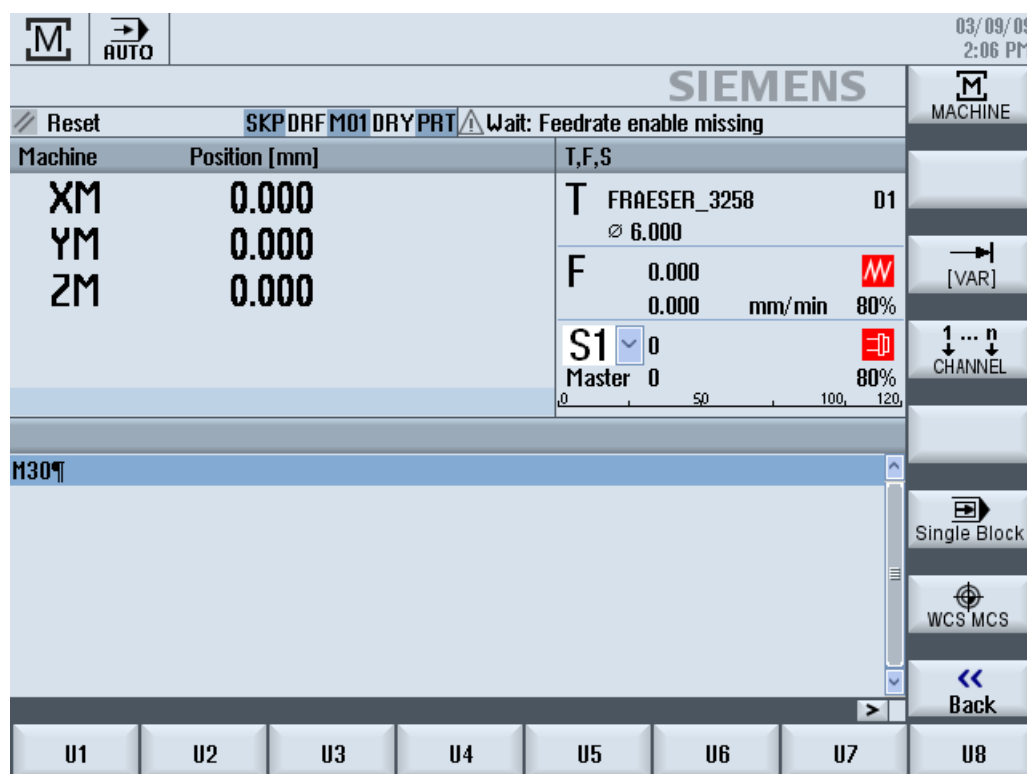 M AUTO 03/09/09
2:06 PM
SIEMENS
M
MACHINE
Reset SKP DRF M01 DRY PRT Wait: Feedrate enable missing
Machine Position [mm] T,F,S
XM 0.000
YM 0.000
ZM 0.000
T FRAESER_3258 D1
⌀ 6.000
F 0.000
0.000 mm/min 80%
S1 0
Master 0 80%
0 50 100 120
[VAR]
1 ... n
CHANNEL
M30¶
Single Block
WCS MCS
<<
Back
>
U1 U2 U3 U4 U5 U6 U7 U8